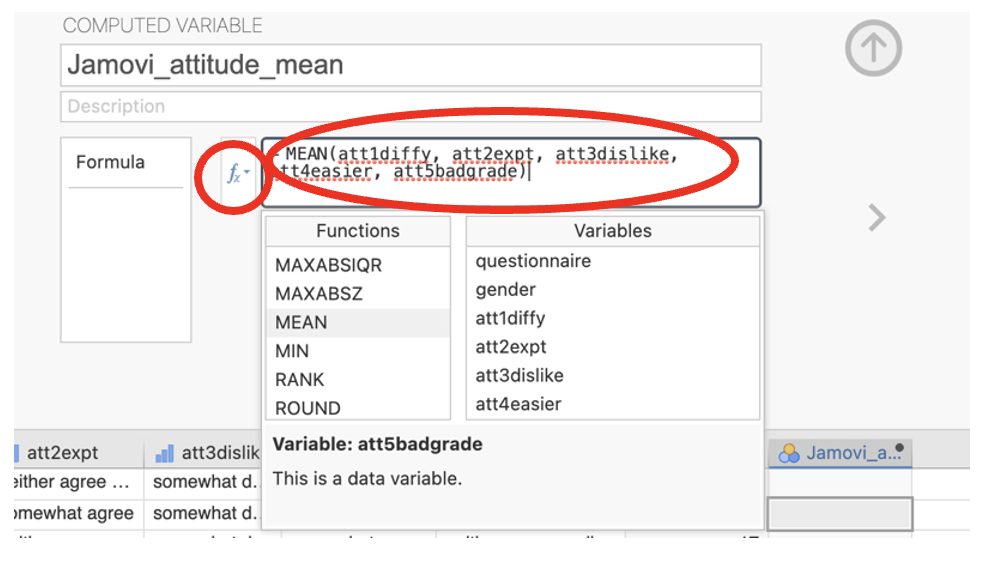 COMPUTED VARIABLE
Jamovi_attitude_mean
Description
Formula
fx
= MEAN(att1diffy, att2expt, att3dislike,
att4easier, att5badgrade)
Functions
Variables
MAXABSIQR
questionnaire
MAXABSZ
gender
MEAN
att1diffy
MIN
att2expt
RANK
att3dislike
ROUND
att4easier
Variable: att5badgrade
This is a data variable.
att2expt
att3dislik
Jamovi_a...
either agree ...
somewhat d...
omewhat agree
somewhat d...